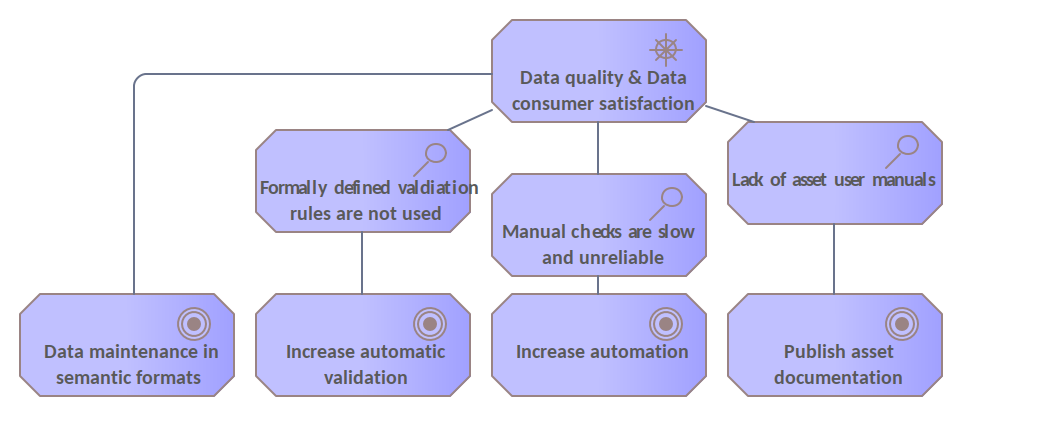 Data quality & Data
consumer satisfaction
Formally defined valdiation
rules are not used
Lack of asset user manuals
Manual checks are slow
and unreliable
Data maintenance in
semantic formats
Increase automatic
validation
Increase automation
Publish asset
documentation